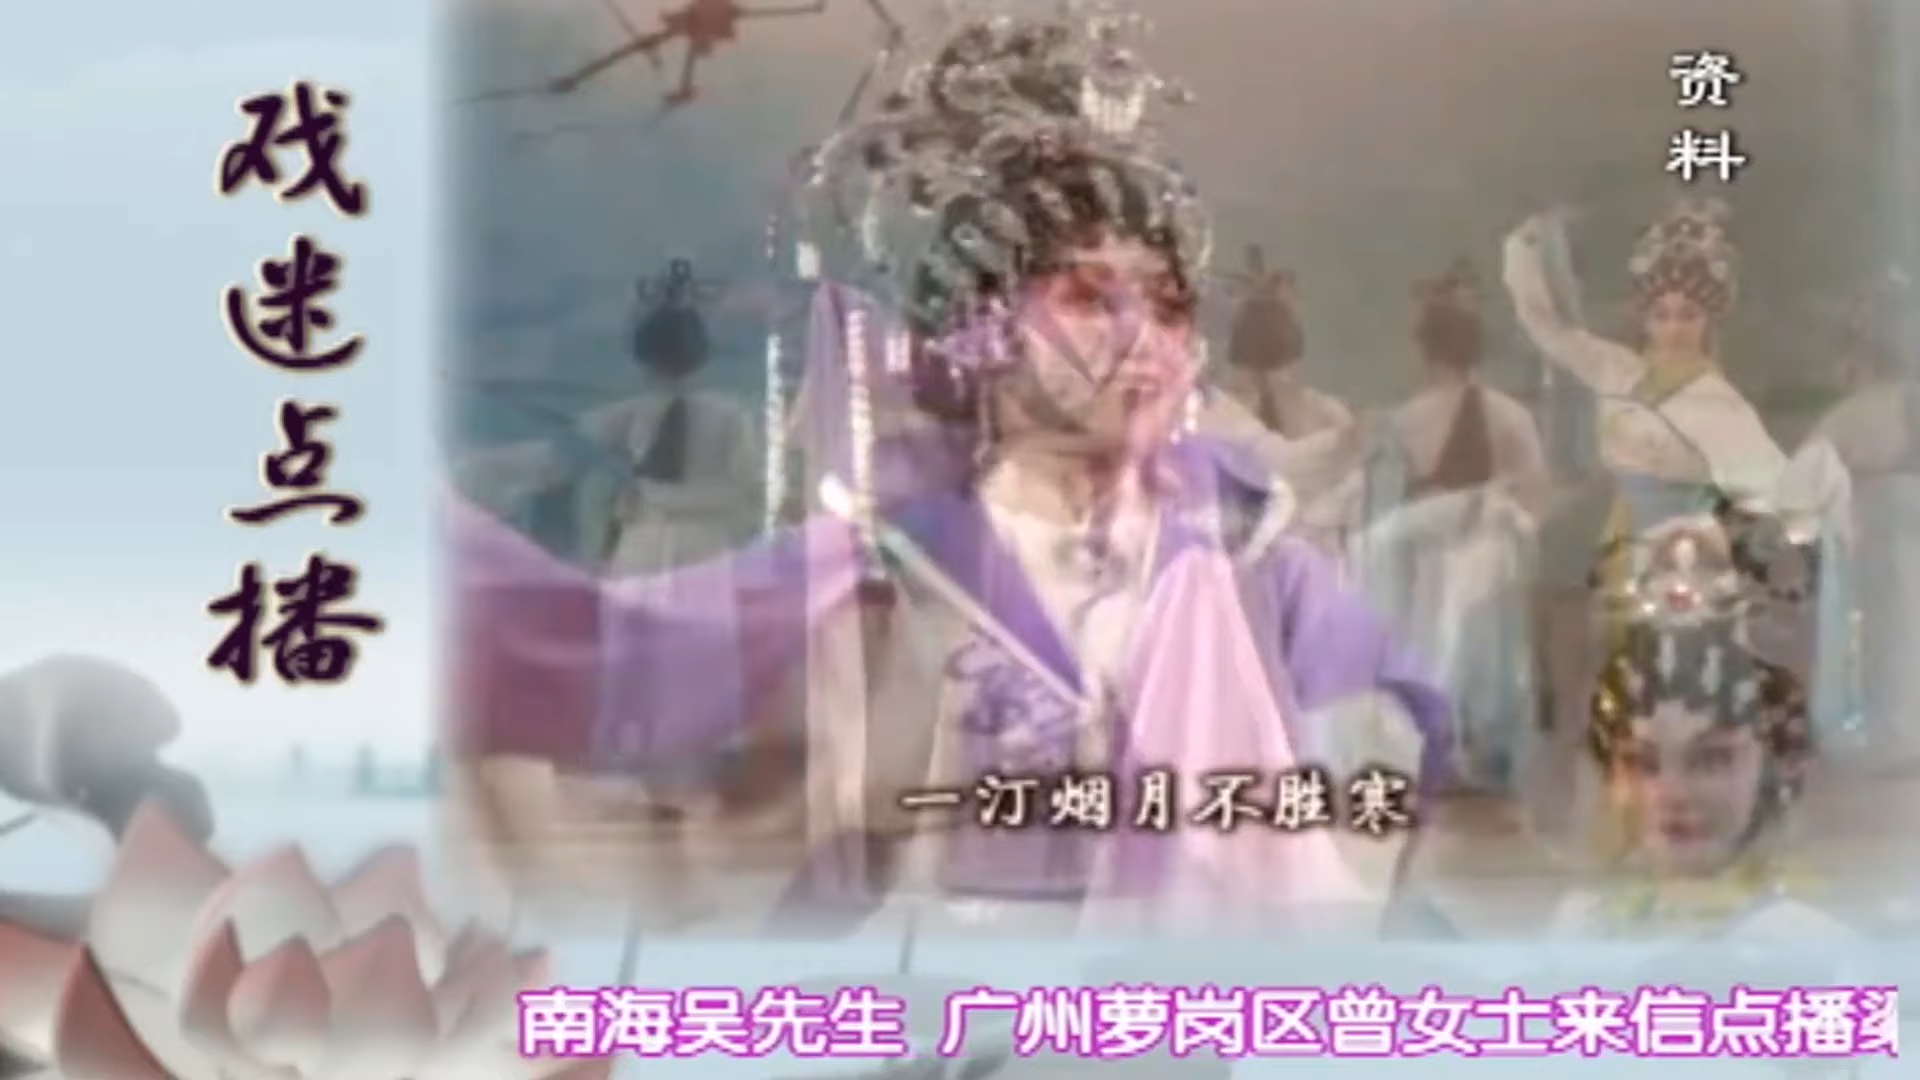 戏迷点播
资料
一汀烟月不胜寒
南海吴先生 广州萝岗区曾女士来信点播